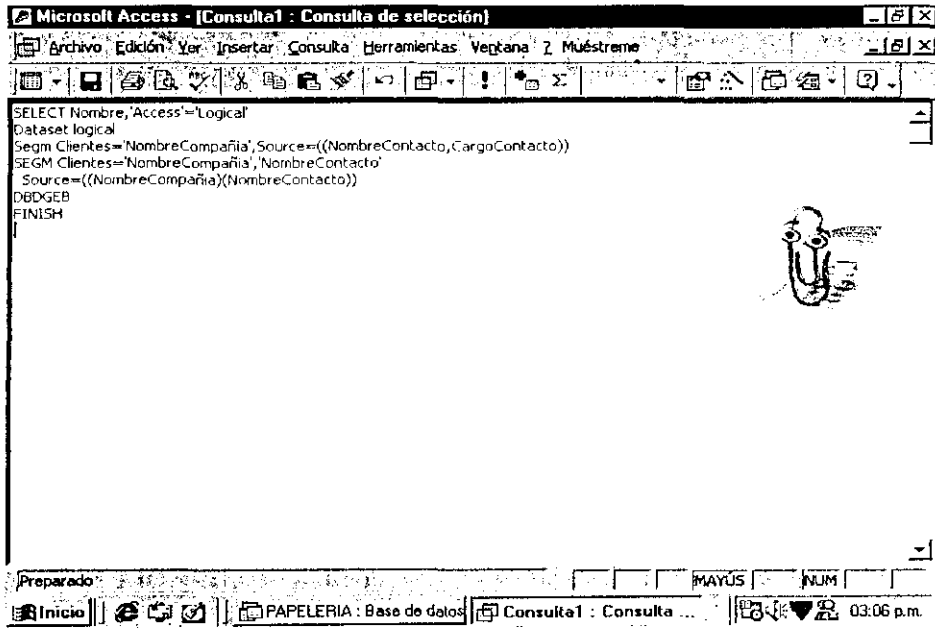 Microsoft Access - [Consulta1 : Consulta de selección]
Archivo Edición Ver Insertar Consulta Herramientas Ventana ? Muéstreme
SELECT Nombre,'Access'='Logical'
Dataset logical
Segm Clientes='NombreCompañia',Source=((NombreContacto,CargoContacto))
SEGM Clientes='NombreCompañia','NombreContacto'
Source=((NombreCompañia)(NombreContacto))
DBDGEB
FINISH
Preparado MAYÚS NUM
Inicio PAPELERIA : Base de datos Consulta1 : Consulta ... 03:06 p.m.